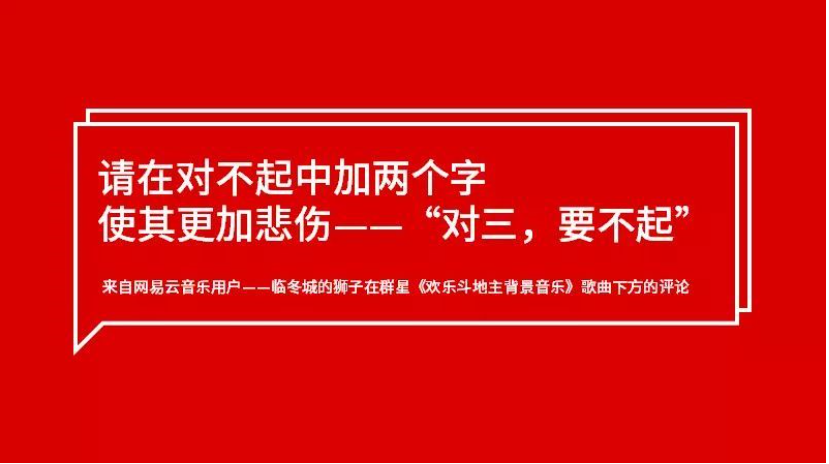 请在对不起中加两个字
使其更加悲伤——“对三，要不起”
来自网易云音乐用户——临冬城的狮子在群星《欢乐斗地主背景音乐》歌曲下方的评论